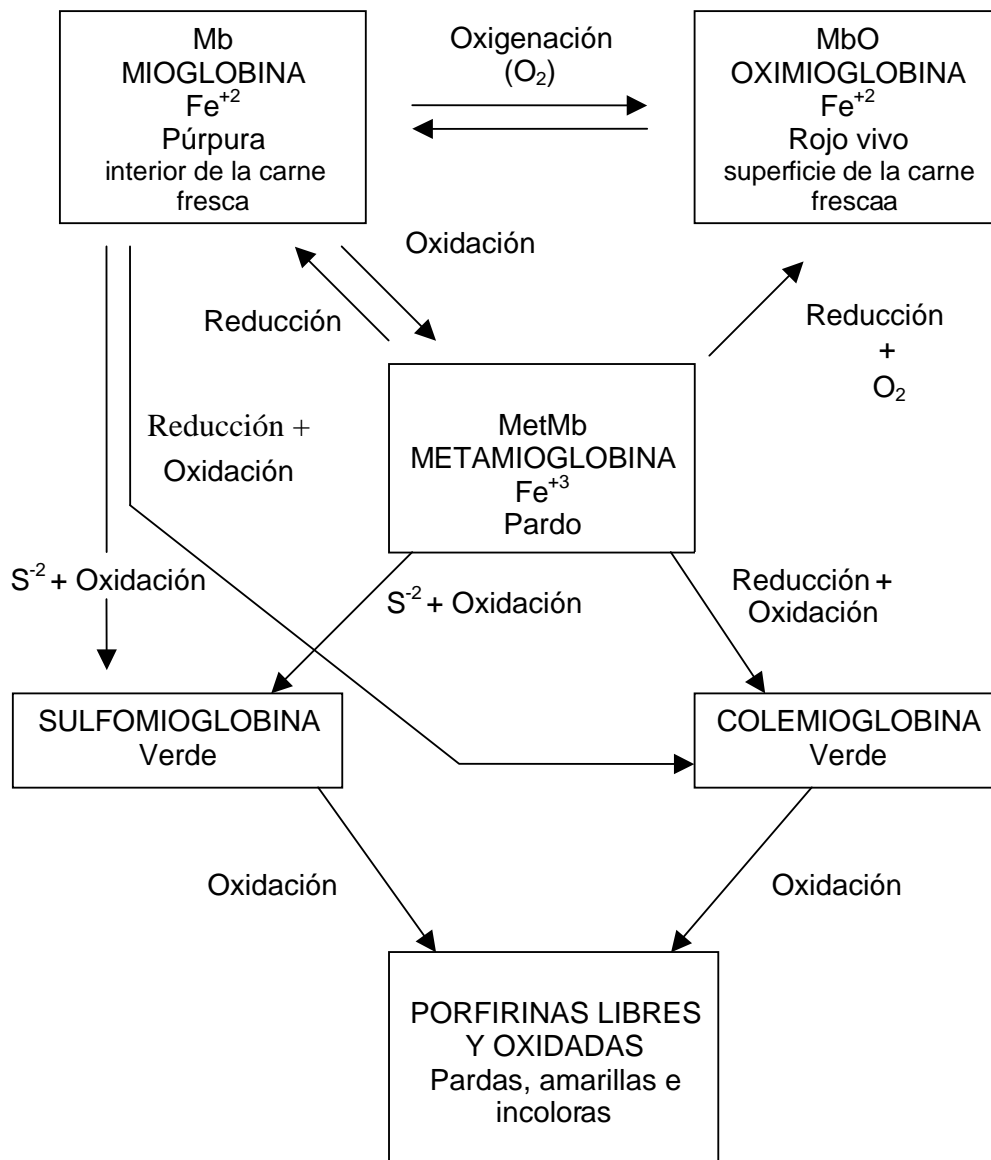 Mb
MIOGLOBINA
Fe+2
Púrpura
interior de la carne
fresca
Oxigenación
(O2)
MbO
OXIMIOGLOBINA
Fe+2
Rojo vivo
superficie de la carne
frescaa
Oxidación
Reducción
Reducción
+
O2
MetMb
METAMIOGLOBINA
Fe+3
Pardo
Reducción +
Oxidación
S-2 + Oxidación
S-2 + Oxidación
Reducción +
Oxidación
SULFOMIOGLOBINA
Verde
COLEMIOGLOBINA
Verde
Oxidación
Oxidación
PORFIRINAS LIBRES
Y OXIDADAS
Pardas, amarillas e
incoloras